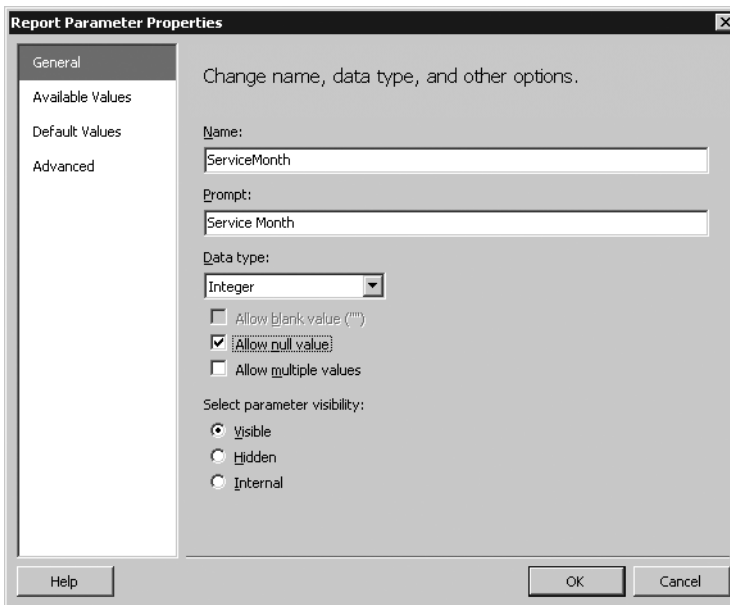 Report Parameter Properties
General
Available Values
Default Values
Advanced
Change name, data type, and other options.
Name:
ServiceMonth
Prompt:
Service Month
Data type:
Integer
Allow blank value ("")
Allow null value
Allow multiple values
Select parameter visibility:
Visible
Hidden
Internal
Help
OK
Cancel